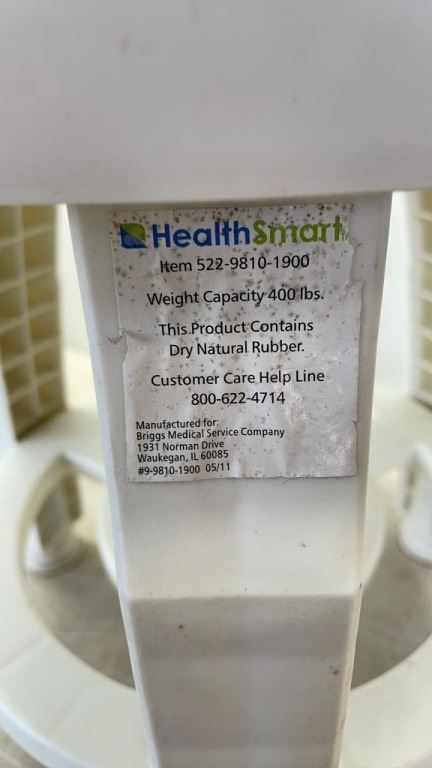 HealthSmart
Item 522-9810-1900
Weight Capacity 400 lbs.
This Product Contains
Dry Natural Rubber.
Customer Care Help Line
800-622-4714
Manufactured for:
Briggs Medical Service Company
1931 Norman Drive
Waukegan, IL 60085
#9-9810-1900 05/11